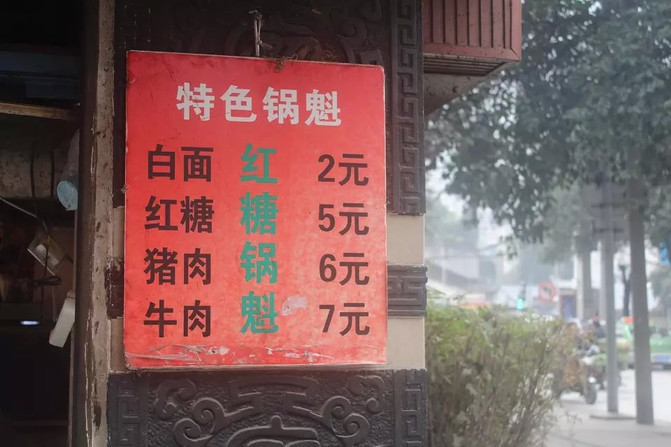 特色锅魁
白面 红 2元
红糖 糖 5元
猪肉 锅 6元
牛肉 魁 7元